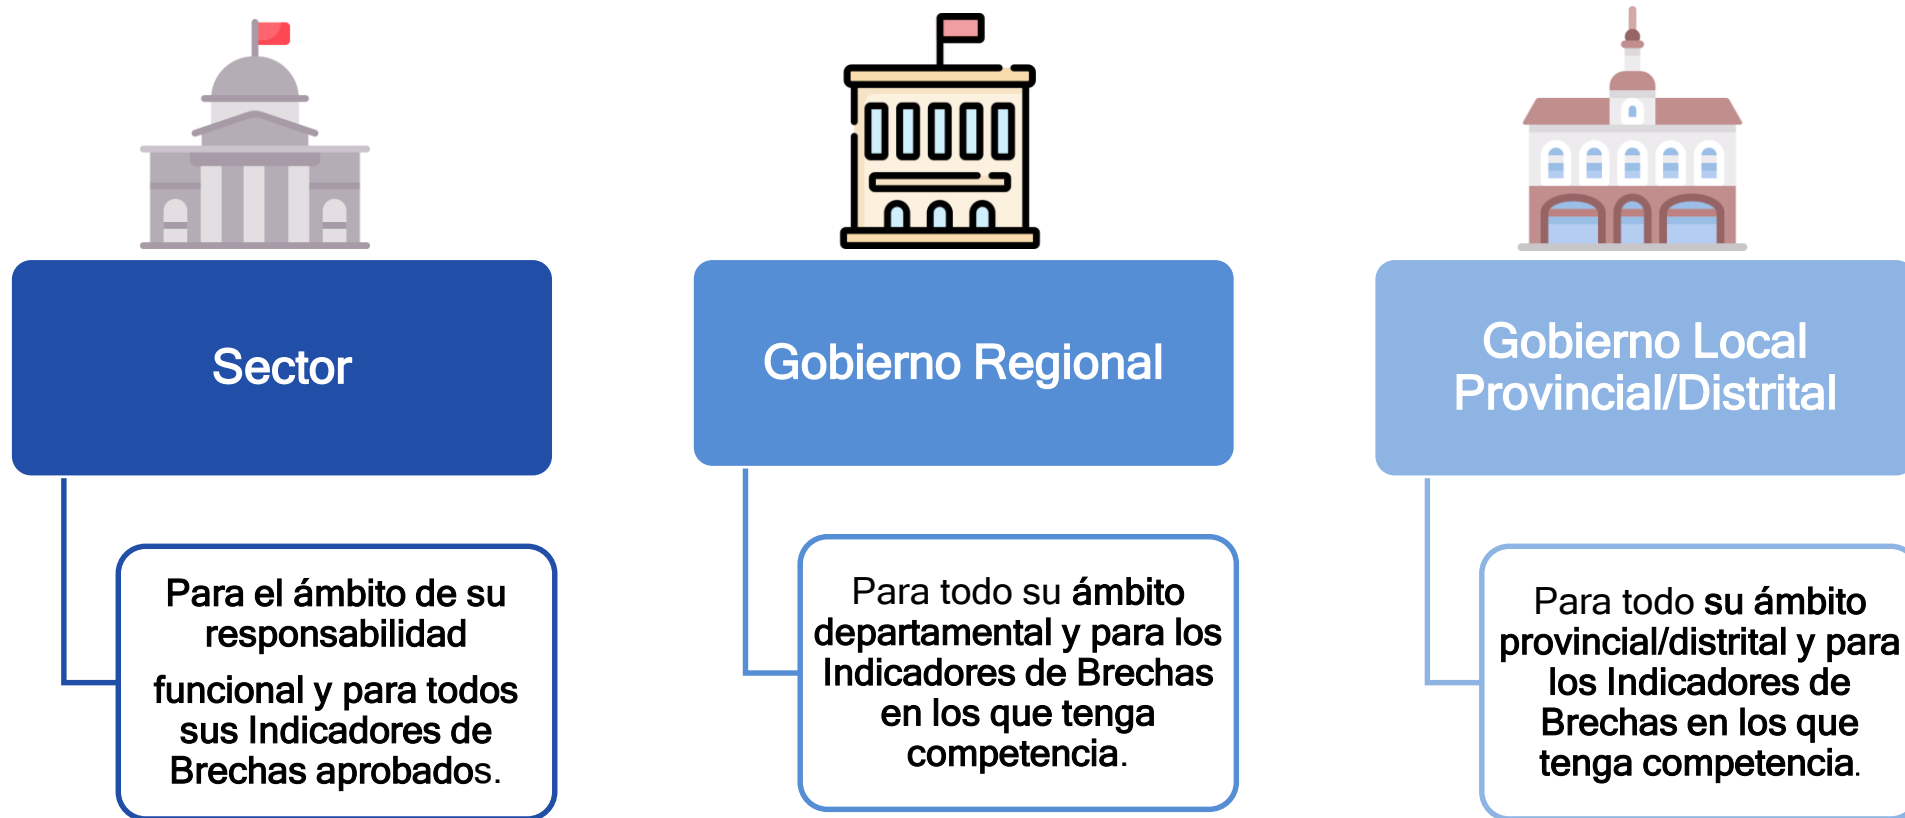 Sector
Para el ámbito de su
responsabilidad
funcional y para todos
sus Indicadores de
Brechas aprobados.
Gobierno Regional
Para todo su ámbito
departamental y para los
Indicadores de Brechas
en los que tenga
competencia.
Gobierno Local
Provincial/Distrital
Para todo su ámbito
provincial/distrital y para
los Indicadores de
Brechas en los que
tenga competencia.